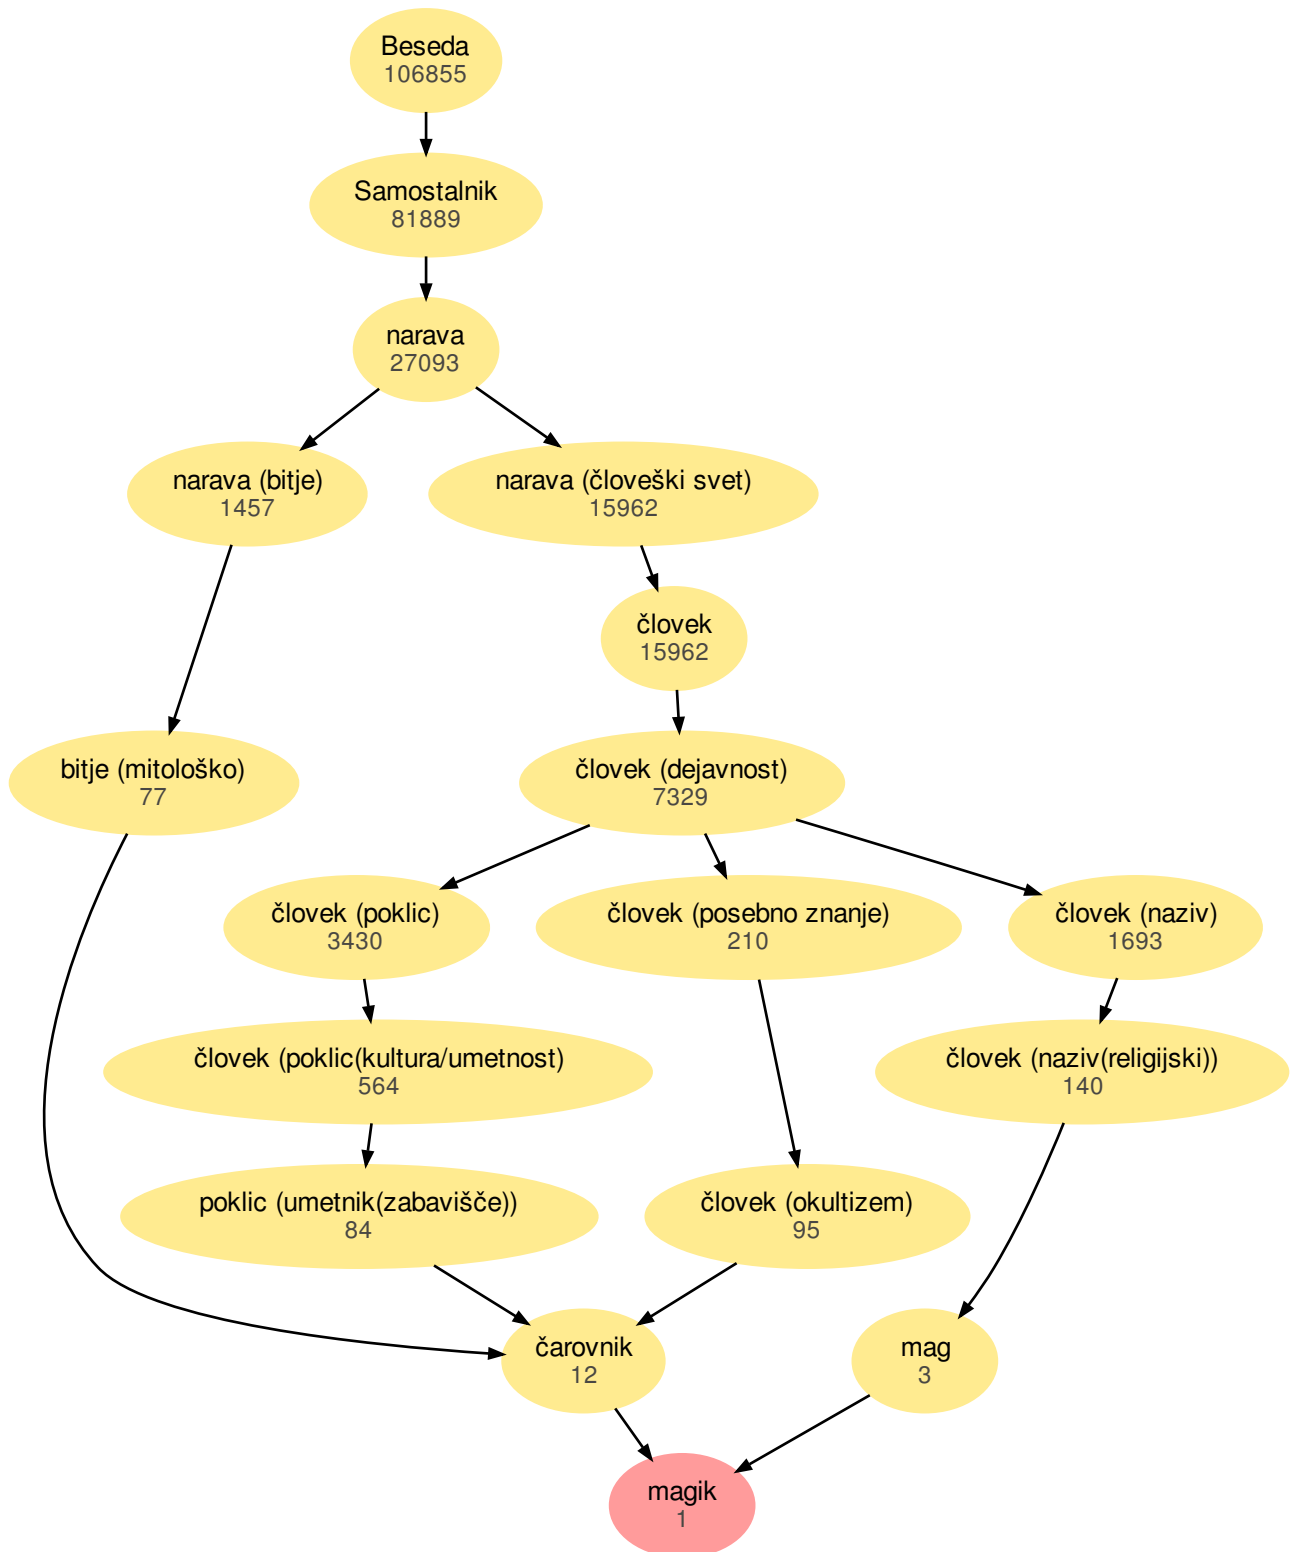 Beseda
106855
Samostalnik
81889
narava
27093
narava (bitje)
1457
narava (človeški svet)
15962
človek
15962
bitje (mitološko)
77
človek (dejavnost)
7329
človek (poklic)
3430
človek (posebno znanje)
210
človek (naziv)
1693
človek (poklic(kultura/umetnost)
564
človek (naziv(religijski))
140
poklic (umetnik(zabavišče))
84
človek (okultizem)
95
čarovnik
12
mag
3
magik
1